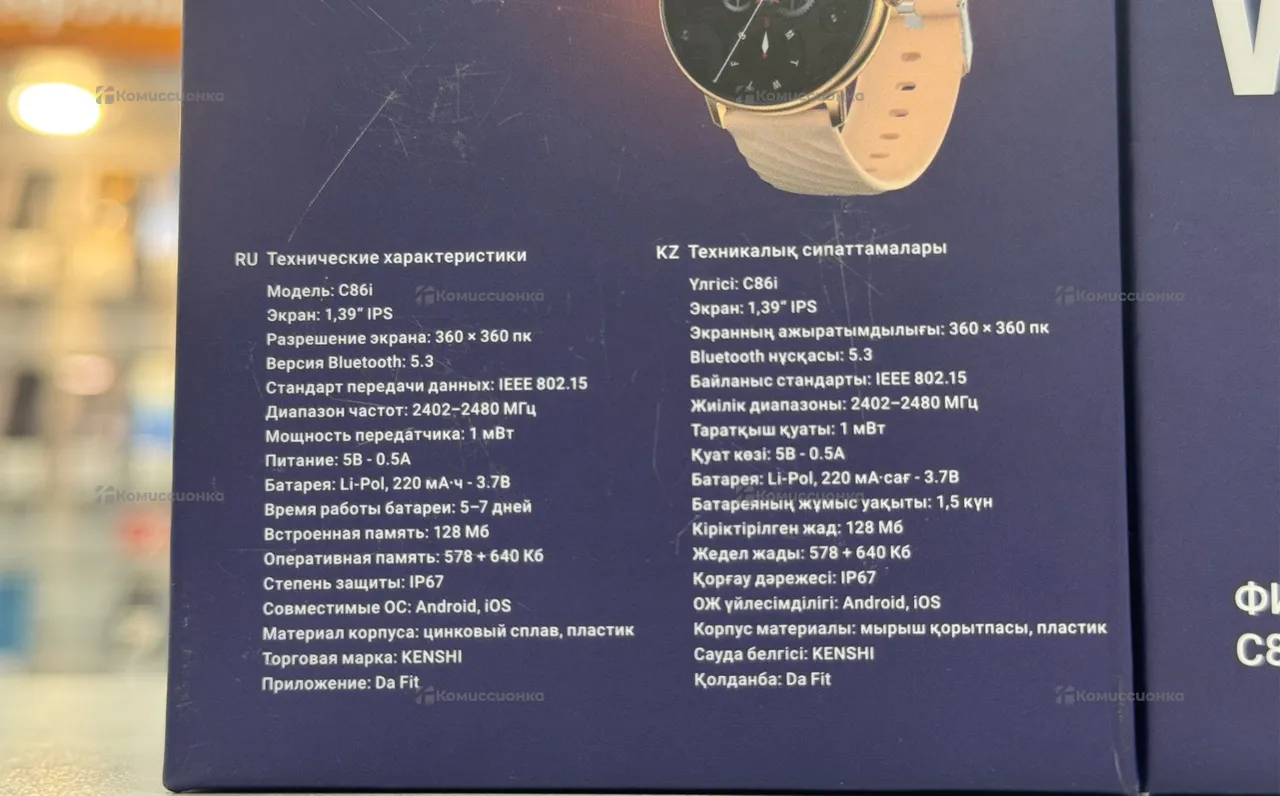 RU Технические характеристики
Модель: C86i
Экран: 1,39“ IPS
Разрешение экрана: 360 × 360 пк
Версия Bluetooth: 5.3
Стандарт передачи данных: IEEE 802.15
Диапазон частот: 2402–2480 МГц
Мощность передатчика: 1 мВт
Питание: 5В - 0.5А
Батарея: Li-Pol, 220 мА·ч - 3.7В
Время работы батареи: 5–7 дней
Встроенная память: 128 Мб
Оперативная память: 578 + 640 Кб
Степень защиты: IP67
Совместимые ОС: Android, iOS
Материал корпуса: цинковый сплав, пластик
Торговая марка: KENSHI
Приложение: Da Fit
KZ Техникалық сипаттамалары
Үлгісі: C86i
Экран: 1,39“ IPS
Экранның ажыратымдылығы: 360 × 360 пк
Bluetooth нұсқасы: 5.3
Байланыс стандарты: IEEE 802.15
Жиілік диапазоны: 2402–2480 МГц
Таратқыш қуаты: 1 мВт
Қуат көзі: 5В - 0.5А
Батарея: Li-Pol, 220 мА·сағ - 3.7В
Батареяның жұмыс уақыты: 1,5 күн
Кіріктірілген жад: 128 Мб
Жедел жады: 578 + 640 Кб
Қорғау дәрежесі: IP67
ОЖ үйлесімділігі: Android, iOS
Корпус материалы: мырыш қорытпасы, пластик
Сауда белгісі: KENSHI
Қолданба: Da Fit
Комиссионка
Комиссионка
Комиссионка
Комиссионка
Комиссионка
Комиссионка
Комиссионка
Комиссионка